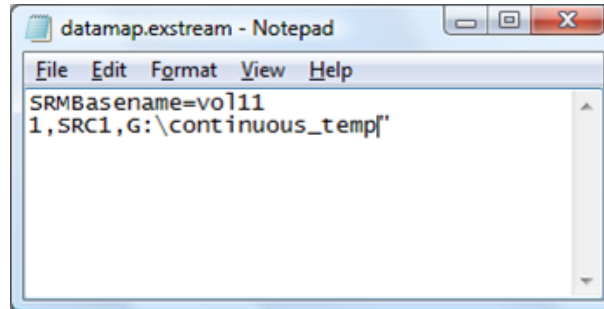 datamap.exstream - Notepad
File Edit Format View Help
SRMBasename=vol11
1,SRC1,G:\continuous_temp"